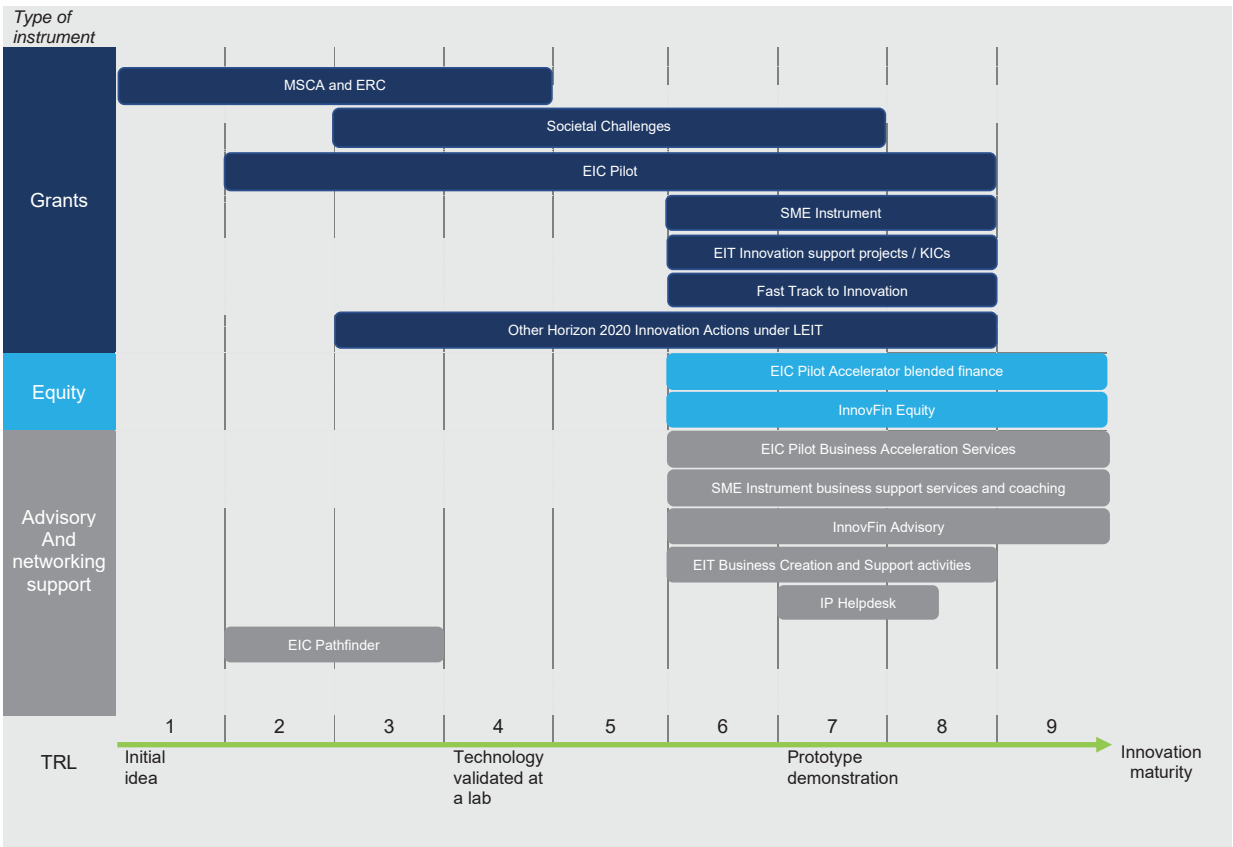 Type of
instrument
Grants
MSCA and ERC
Societal Challenges
EIC Pilot
SME Instrument
EIT Innovation support projects / KICs
Fast Track to Innovation
Other Horizon 2020 Innovation Actions under LEIT
Equity
EIC Pilot Accelerator blended finance
InnovFin Equity
Advisory
And
networking
support
EIC Pilot Business Acceleration Services
SME Instrument business support services and coaching
InnovFin Advisory
EIT Business Creation and Support activities
IP Helpdesk
EIC Pathfinder
1 2 3 4 5 6 7 8 9
TRL
Initial
idea
Technology
validated at
a lab
Prototype
demonstration
Innovation
maturity